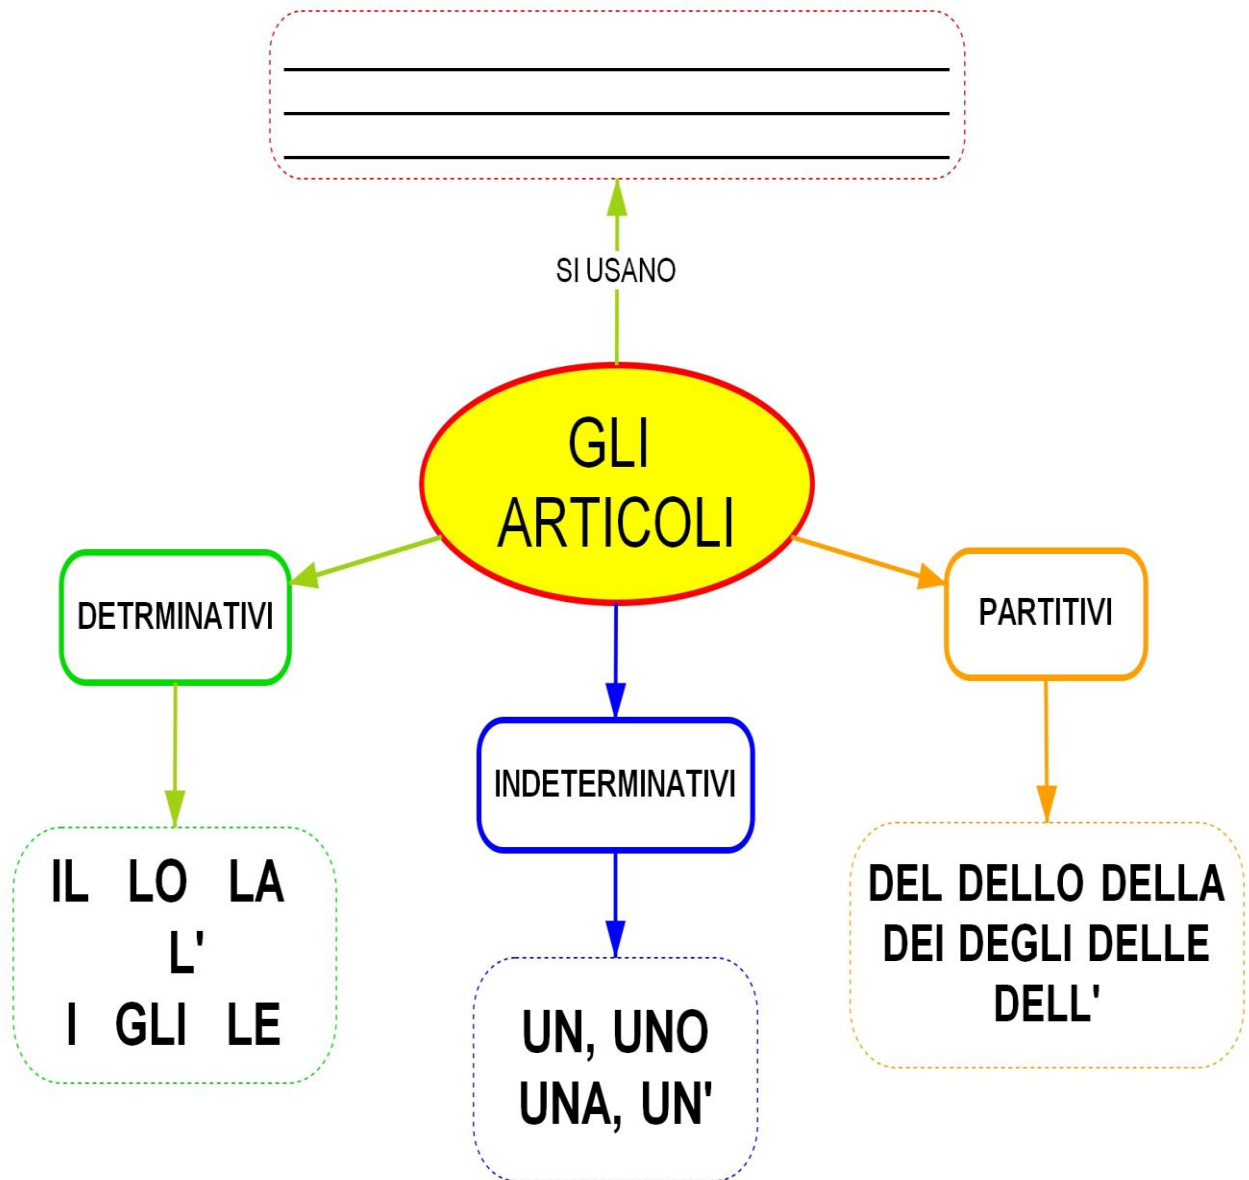 SI USANO
GLI
ARTICOLI
DETRMINATIVI
PARTITIVI
INDETERMINATIVI
IL LO LA
L'
I GLI LE
DEL DELLO DELLA
DEI DEGLI DELLE
DELL'
UN, UNO
UNA, UN'